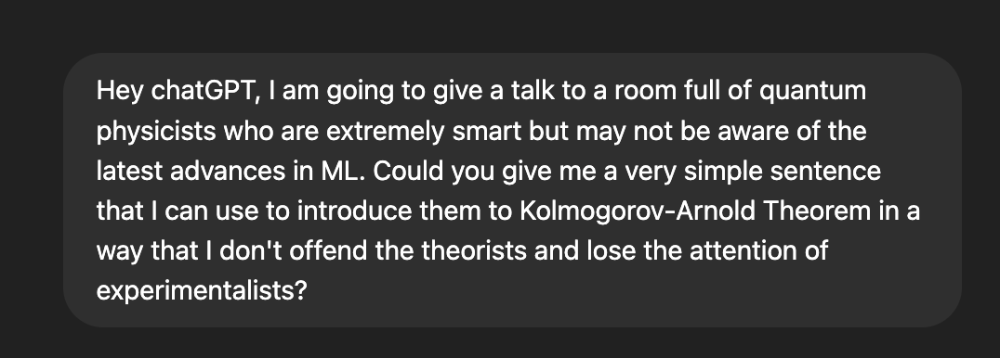 Hey chatGPT, I am going to give a talk to a room full of quantum
physicists who are extremely smart but may not be aware of the
latest advances in ML. Could you give me a very simple sentence
that I can use to introduce them to Kolmogorov-Arnold Theorem in a
way that I don't offend the theorists and lose the attention of
experimentalists?